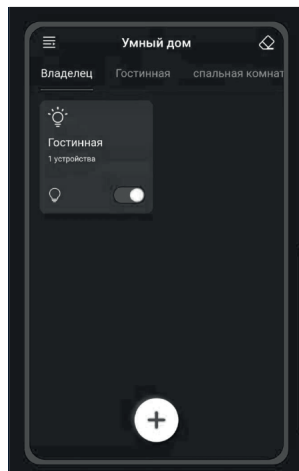 Умный дом
Владелец Гостинная спальная комнат
Гостинная
1 устройства